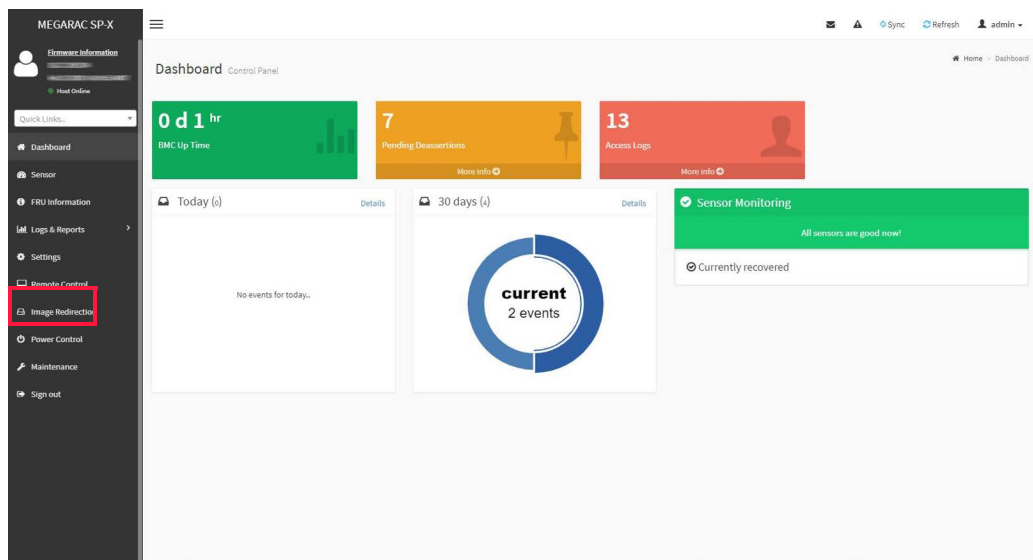 MEGARAC SP-X
Sync
Refresh
admin
Firmware Information
Host Online
Quick Links..
Dashboard
Sensor
FRU Information
Logs & Reports
Settings
Remote Control
Image Redirection
Power Control
Maintenance
Sign out
Dashboard Control Panel
Home - Dashboard
0 d 1 hr
BMC Up Time
7
Pending Deassertions
More info
13
Access Logs
More info
Today (0)
Details
No events for today..
30 days (4)
Details
current
2 events
Sensor Monitoring
All sensors are good now!
Currently recovered